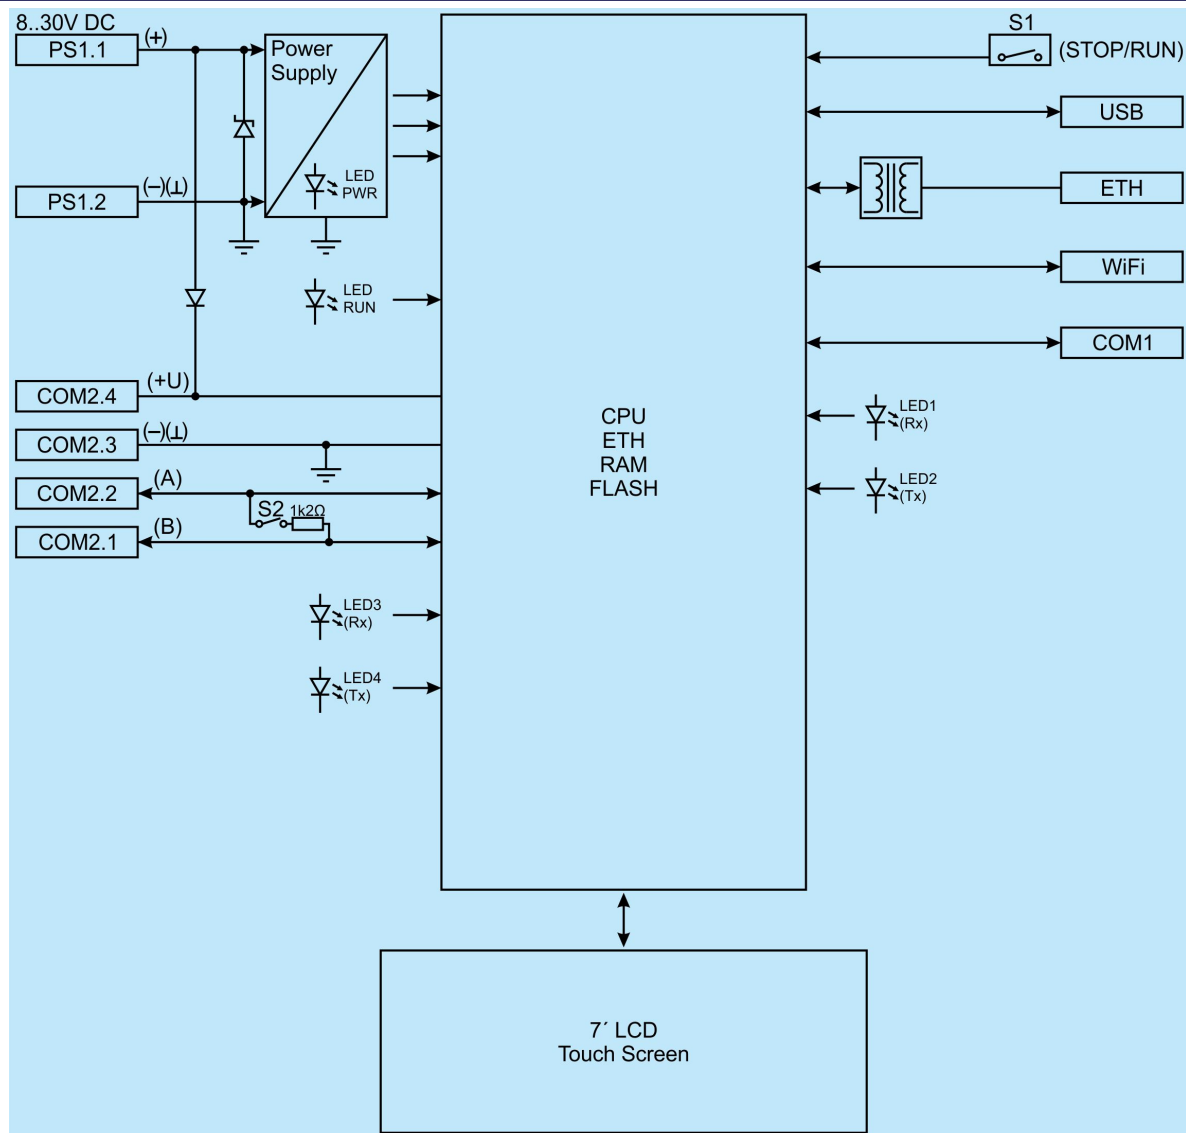 8..30V DC
PS1.1
(+)
Power
Supply
LED
PWR
PS1.2
(−)(⊥)
LED
RUN
COM2.4
(+U)
COM2.3
(−)(⊥)
COM2.2
(A)
S2
1k2Ω
COM2.1
(B)
LED3
(Rx)
LED4
(Tx)
CPU
ETH
RAM
FLASH
S1
(STOP/RUN)
USB
ETH
WiFi
COM1
LED1
(Rx)
LED2
(Tx)
7´ LCD
Touch Screen